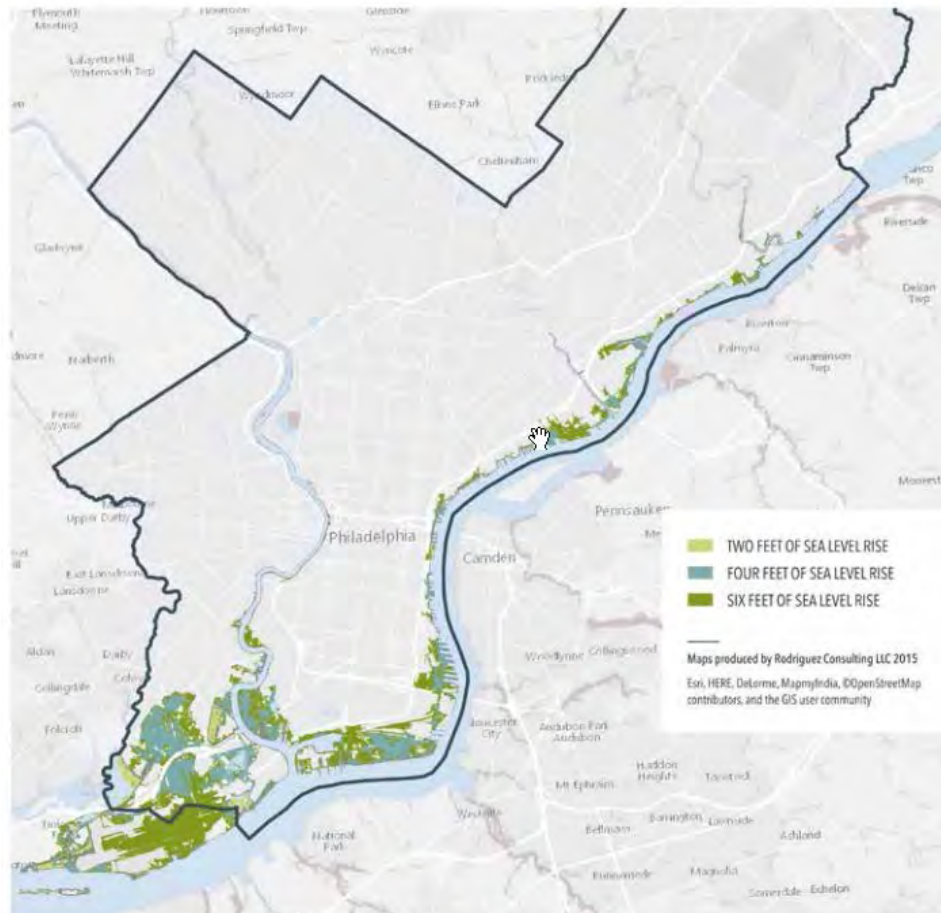 Plymouth
Meeting
Glenside
Springfield Twp
Wyncote
Lafayette Hill
Whitemarsh Twp
Wyndmoor
Elkins Park
Rockledge
Cheltenham
Twp
Gladwyne
Riverside
Delran
Twp
Riverton
Palmyra
Cinnaminson
Twp
Narberth
Penn
Wynne
Upper Darby
Pennsauken
Philadelphia
Camden
East Lansdowne
Lansdowne
TWO FEET OF SEA LEVEL RISE
FOUR FEET OF SEA LEVEL RISE
SIX FEET OF SEA LEVEL RISE
Aldan
Darby
Collingdale
Folcroft
Woodlynne
Collingswood
Maps produced by Rodriguez Consulting LLC 2015
Esri, HERE, DeLorme, MapmyIndia, ©OpenStreetMap
contributors, and the GIS user community
Gloucester
City
Audubon Park
Audubon
Haddon
Heights
Mt Ephraim
Barrington
Lawnside
Westville
National
Park
Bellmawr
Ashland
Runnemede
Magnolia
Somerdale
Echelon